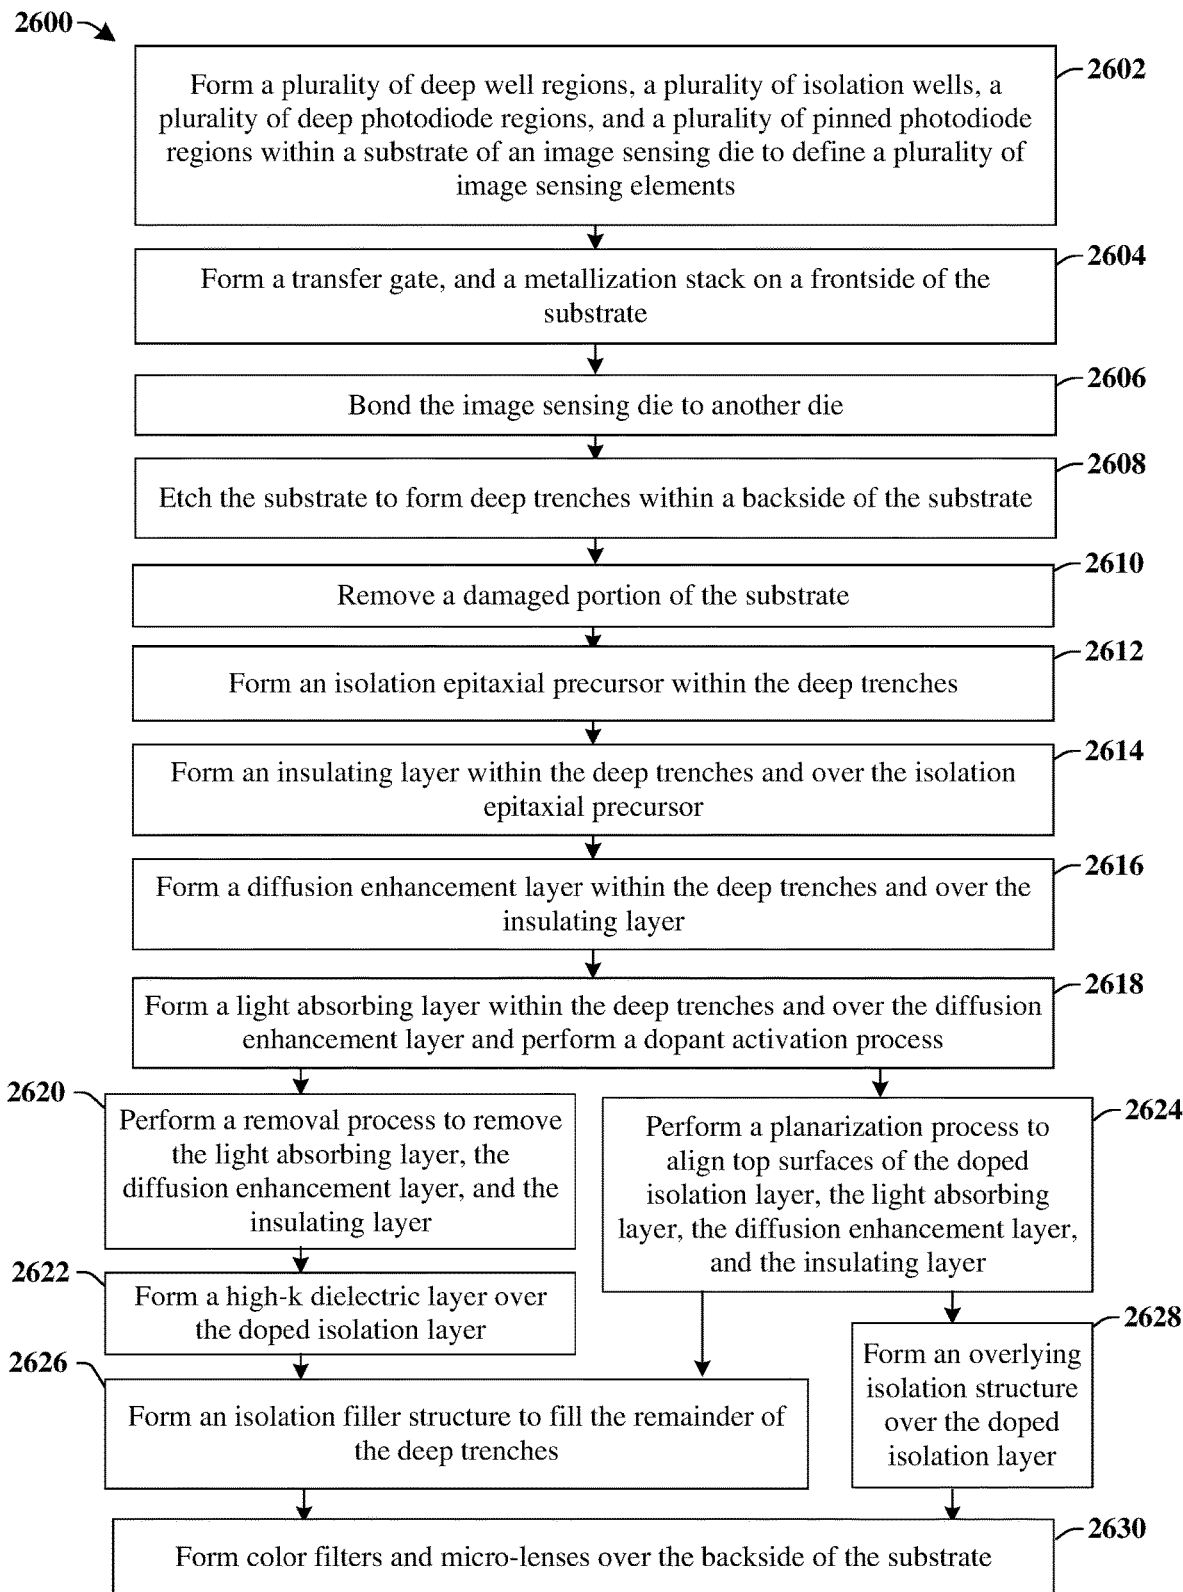 2600
2602
Form a plurality of deep well regions, a plurality of isolation wells, a
plurality of deep photodiode regions, and a plurality of pinned photodiode
regions within a substrate of an image sensing die to define a plurality of
image sensing elements
2604
Form a transfer gate, and a metallization stack on a frontside of the
substrate
2606
Bond the image sensing die to another die
2608
Etch the substrate to form deep trenches within a backside of the substrate
2610
Remove a damaged portion of the substrate
2612
Form an isolation epitaxial precursor within the deep trenches
2614
Form an insulating layer within the deep trenches and over the isolation
epitaxial precursor
2616
Form a diffusion enhancement layer within the deep trenches and over the
insulating layer
2618
Form a light absorbing layer within the deep trenches and over the diffusion
enhancement layer and perform a dopant activation process
2620
Perform a removal process to remove
the light absorbing layer, the
diffusion enhancement layer, and the
insulating layer
2624
Perform a planarization process to
align top surfaces of the doped
isolation layer, the light absorbing
layer, the diffusion enhancement layer,
and the insulating layer
2622
Form a high-k dielectric layer over
the doped isolation layer
2626
Form an isolation filler structure to fill the remainder of
the deep trenches
2628
Form an overlying
isolation structure
over the doped
isolation layer
2630
Form color filters and micro-lenses over the backside of the substrate